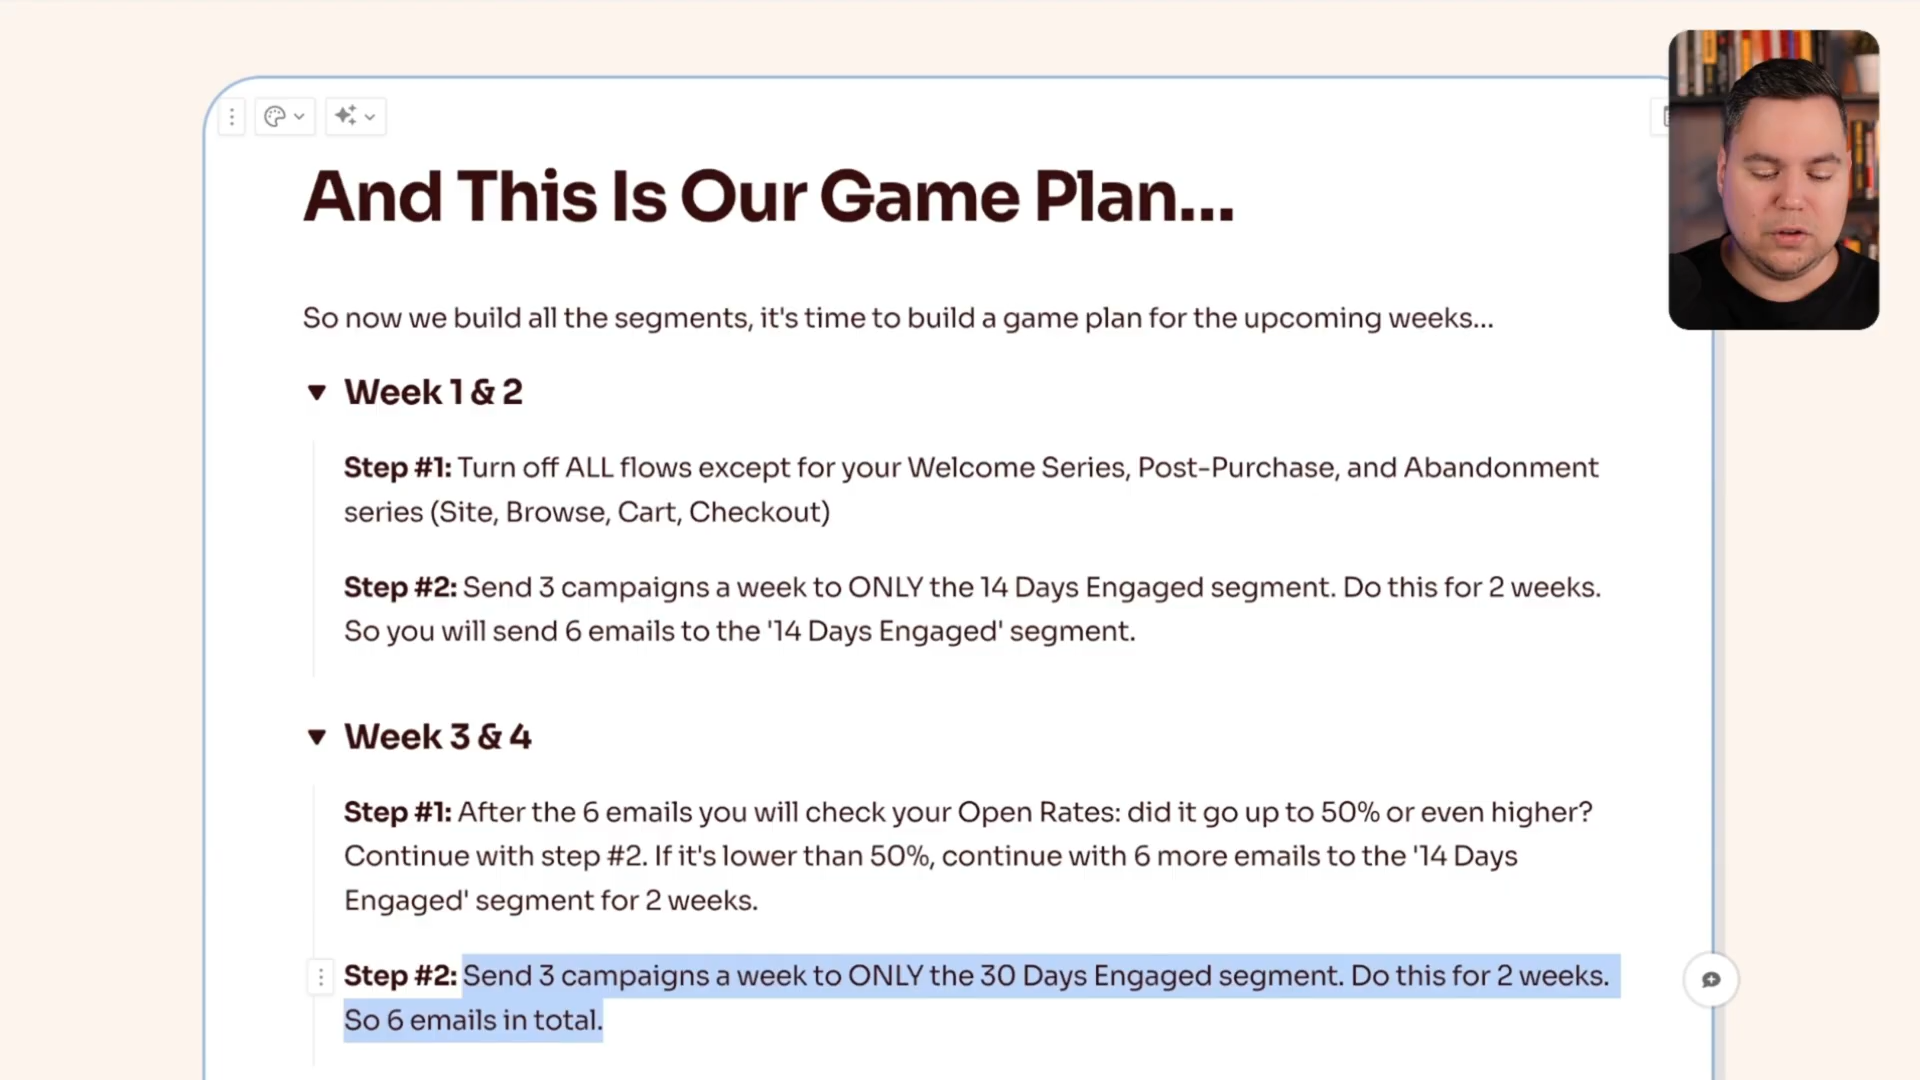 And This Is Our Game Plan...
So now we build all the segments, it's time to build a game plan for the upcoming weeks...
Week 1 & 2
Step #1: Turn off ALL flows except for your Welcome Series, Post-Purchase, and Abandonment
series (Site, Browse, Cart, Checkout)
Step #2: Send 3 campaigns a week to ONLY the 14 Days Engaged segment. Do this for 2 weeks.
So you will send 6 emails to the '14 Days Engaged' segment.
Week 3 & 4
Step #1: After the 6 emails you will check your Open Rates: did it go up to 50% or even higher?
Continue with step #2. If it's lower than 50%, continue with 6 more emails to the '14 Days
Engaged' segment for 2 weeks.
Step #2: Send 3 campaigns a week to ONLY the 30 Days Engaged segment. Do this for 2 weeks.
So 6 emails in total.